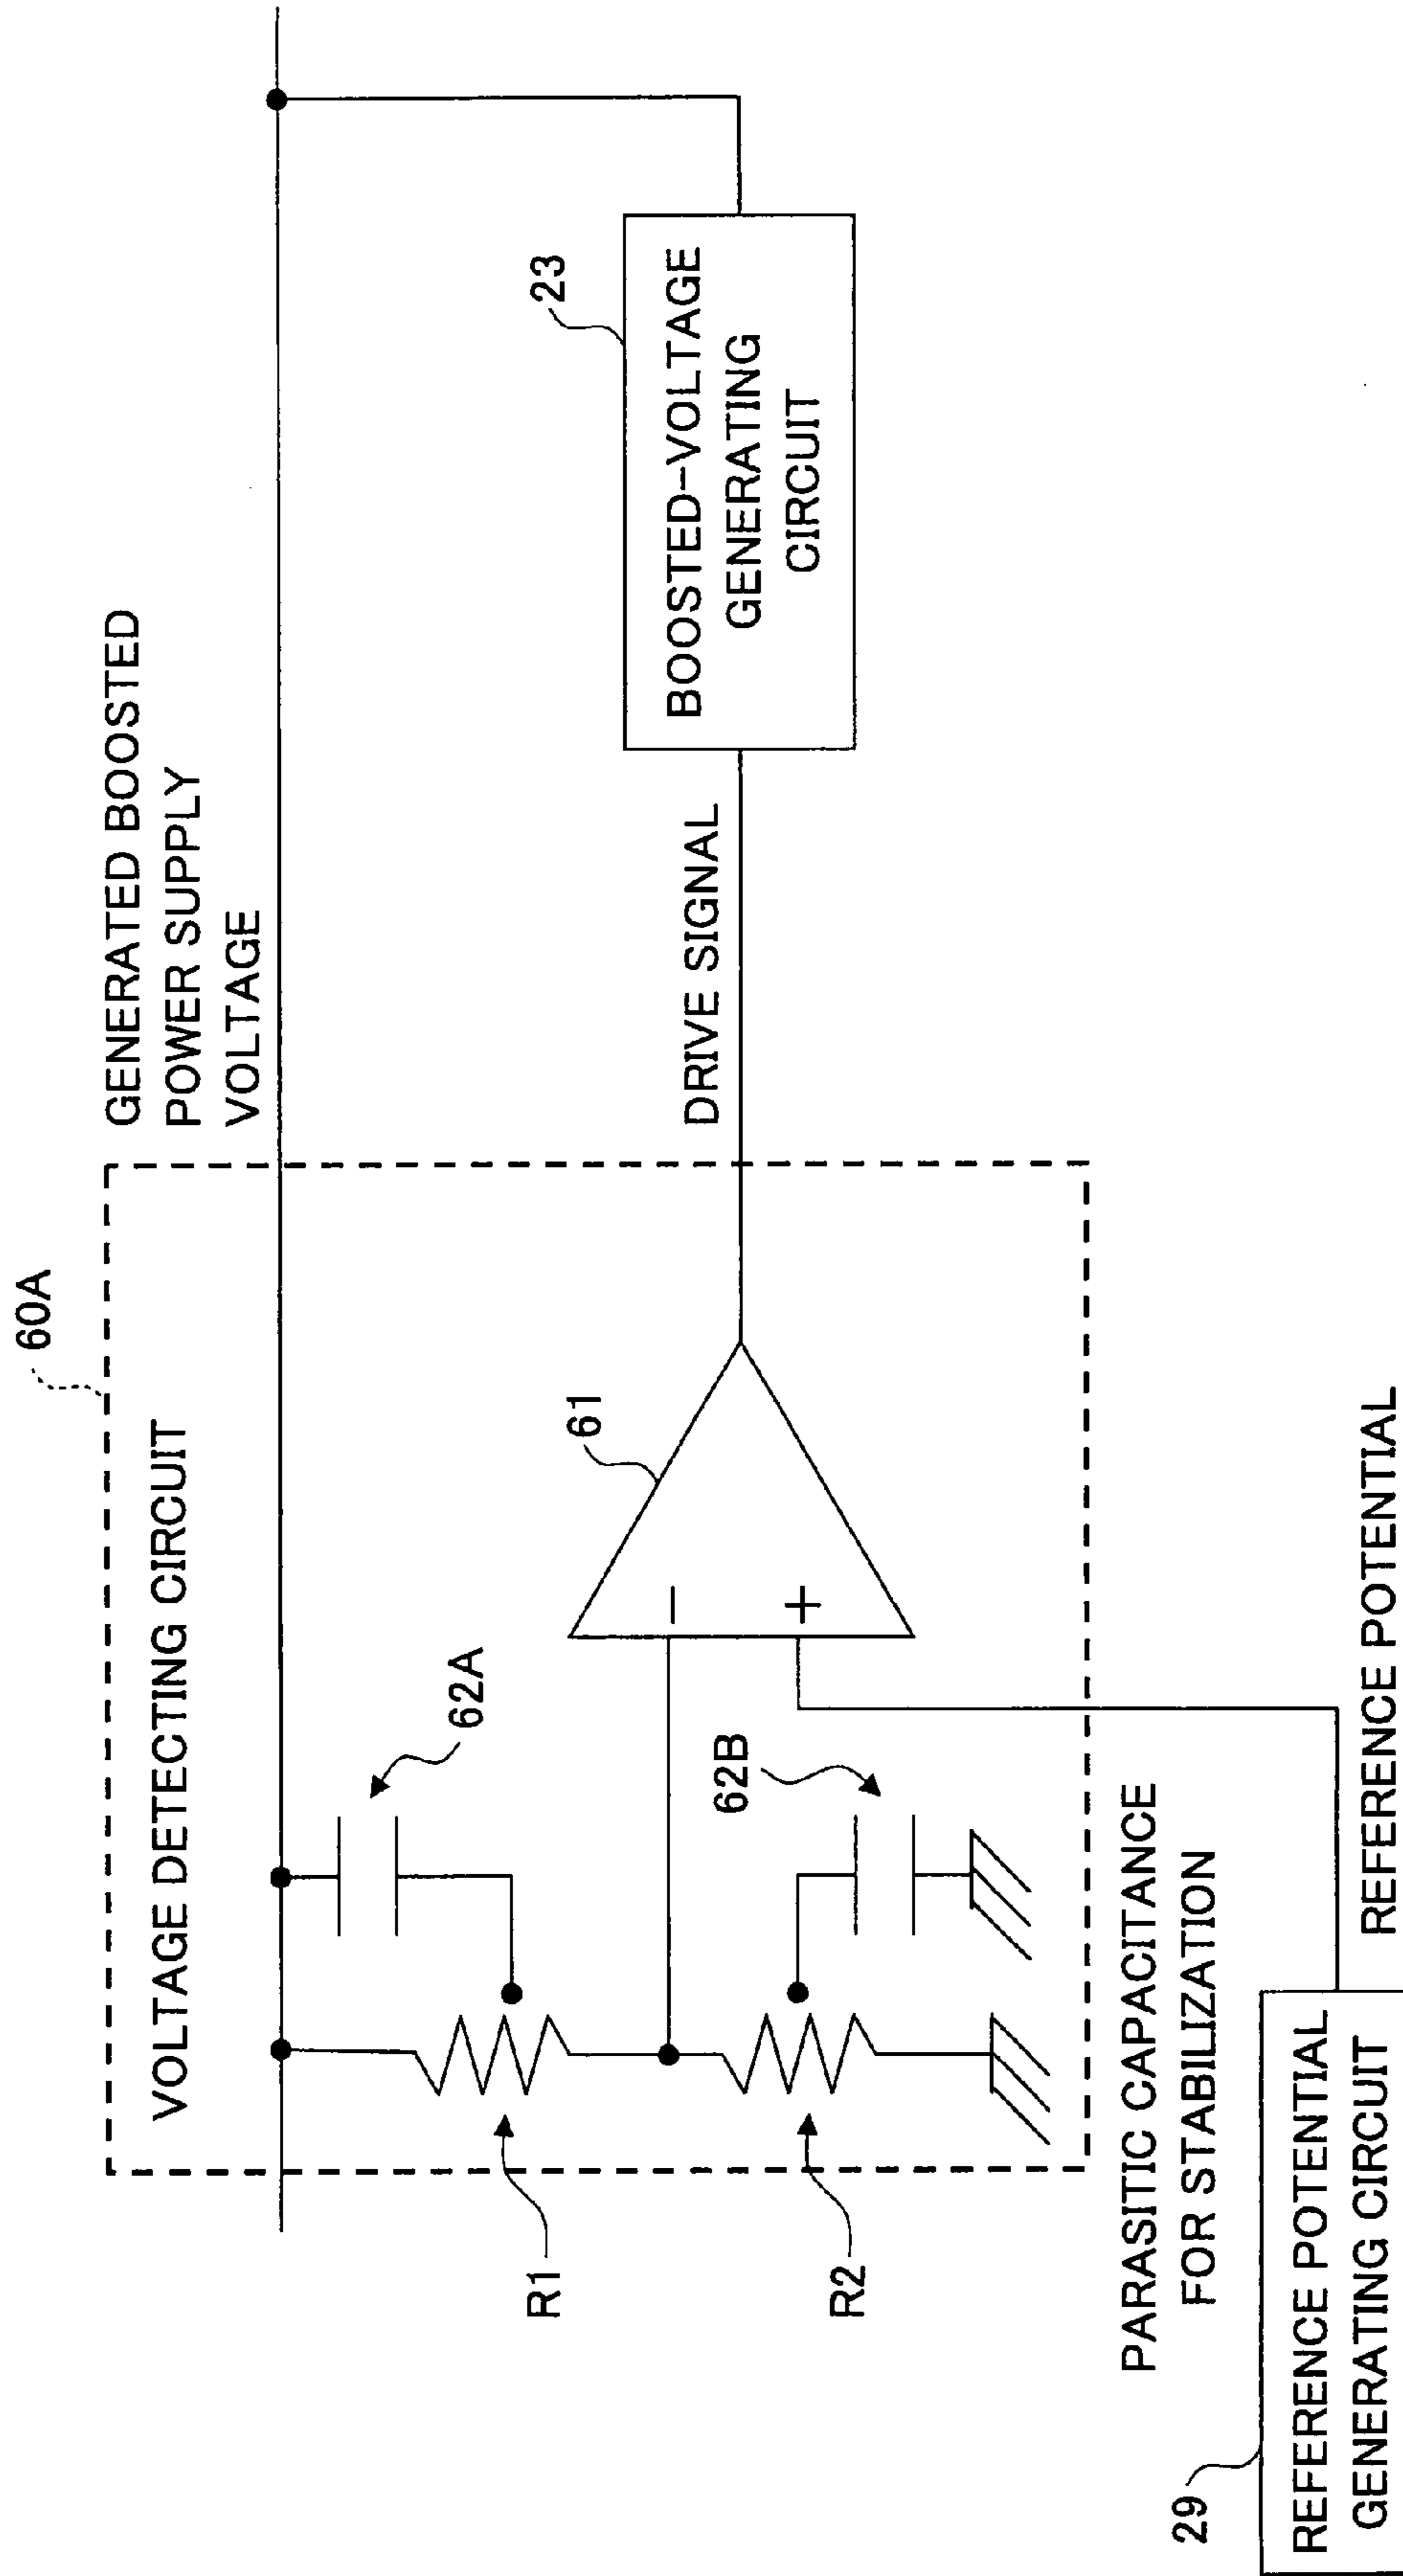 60A
VOLTAGE DETECTING CIRCUIT
GENERATED BOOSTED
POWER SUPPLY
VOLTAGE
62A
R1
61
−
+
DRIVE SIGNAL
23
BOOSTED-VOLTAGE
GENERATING
CIRCUIT
62B
R2
PARASITIC CAPACITANCE
FOR STABILIZATION
29
REFERENCE POTENTIAL
GENERATING CIRCUIT
REFERENCE POTENTIAL